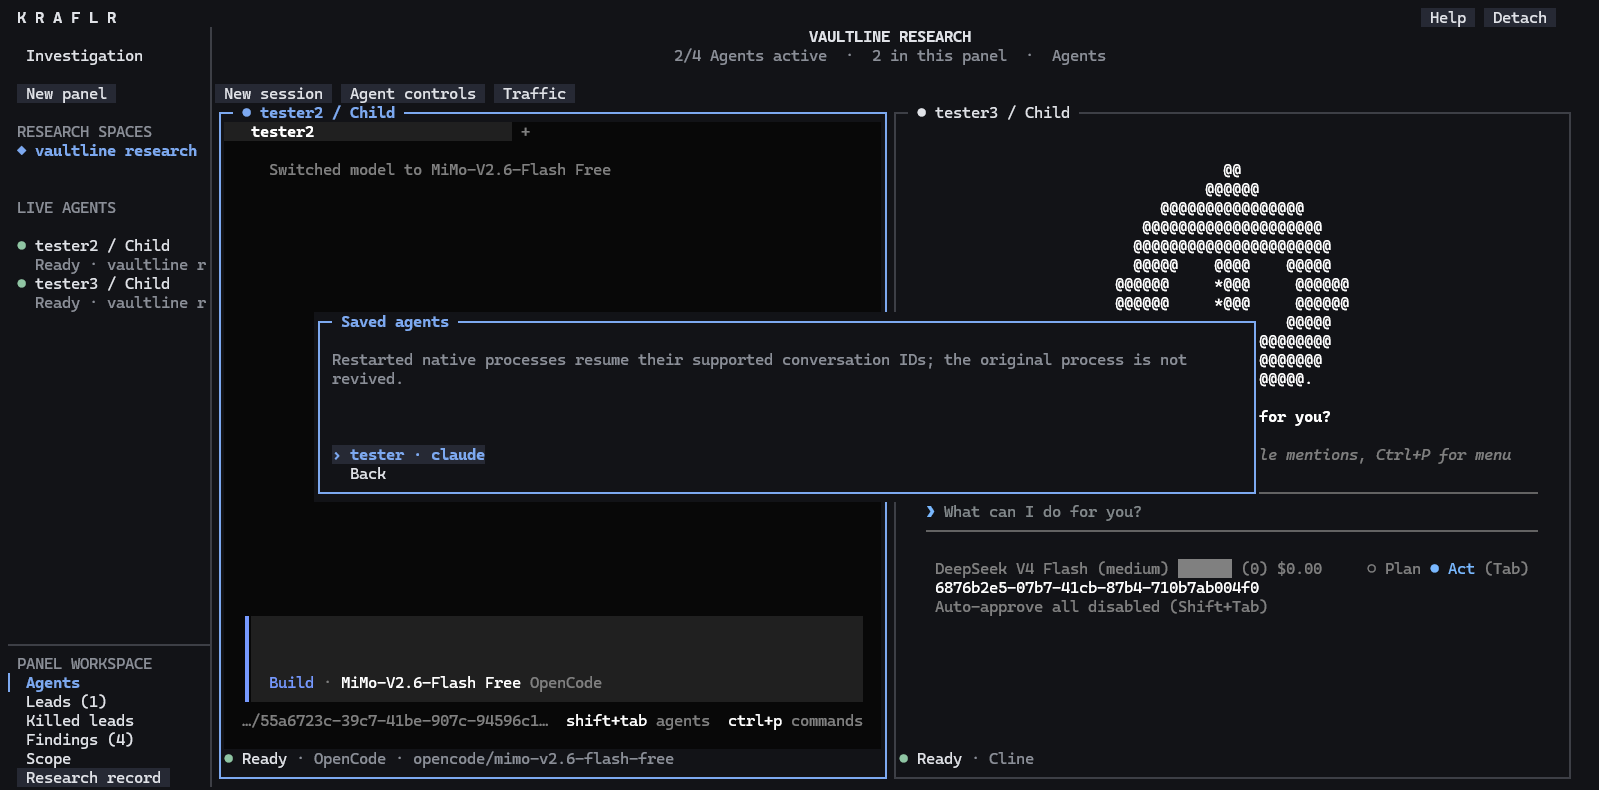 K R A F L R
Help
Detach
VAULTLINE RESEARCH
2/4 Agents active · 2 in this panel · Agents
Investigation
New panel
RESEARCH SPACES
◆ vaultline research
LIVE AGENTS
● tester2 / Child
Ready · vaultline r
● tester3 / Child
Ready · vaultline r
PANEL WORKSPACE
Agents
Leads (1)
Killed leads
Findings (4)
Scope
Research record
New session
Agent controls
Traffic
● tester2 / Child
tester2 +
Switched model to MiMo-V2.6-Flash Free
Saved agents
Restarted native processes resume their supported conversation IDs; the original process is not
revived.
› tester · claude
Back
Build · MiMo-V2.6-Flash Free OpenCode
…/55a6723c-39c7-41be-907c-94596c1… shift+tab agents ctrl+p commands
● Ready · OpenCode · opencode/mimo-v2.6-flash-free
● tester3 / Child
@@
@@@@@@
@@@@@@@@@@@@@@@@
@@@@@@@@@@@@@@@@@@@@
@@@@@@@@@@@@@@@@@@@@@@
@@@@@ @@@@ @@@@@
@@@@@@ *@@@ @@@@@@
@@@@@@ *@@@ @@@@@@
@@@@@
@@@@@@@@
@@@@@@@
@@@@@.
for you?
le mentions, Ctrl+P for menu
❯ What can I do for you?
DeepSeek V4 Flash (medium) (0) $0.00 ○ Plan ● Act (Tab)
6876b2e5-07b7-41cb-87b4-710b7ab004f0
Auto-approve all disabled (Shift+Tab)
● Ready · Cline